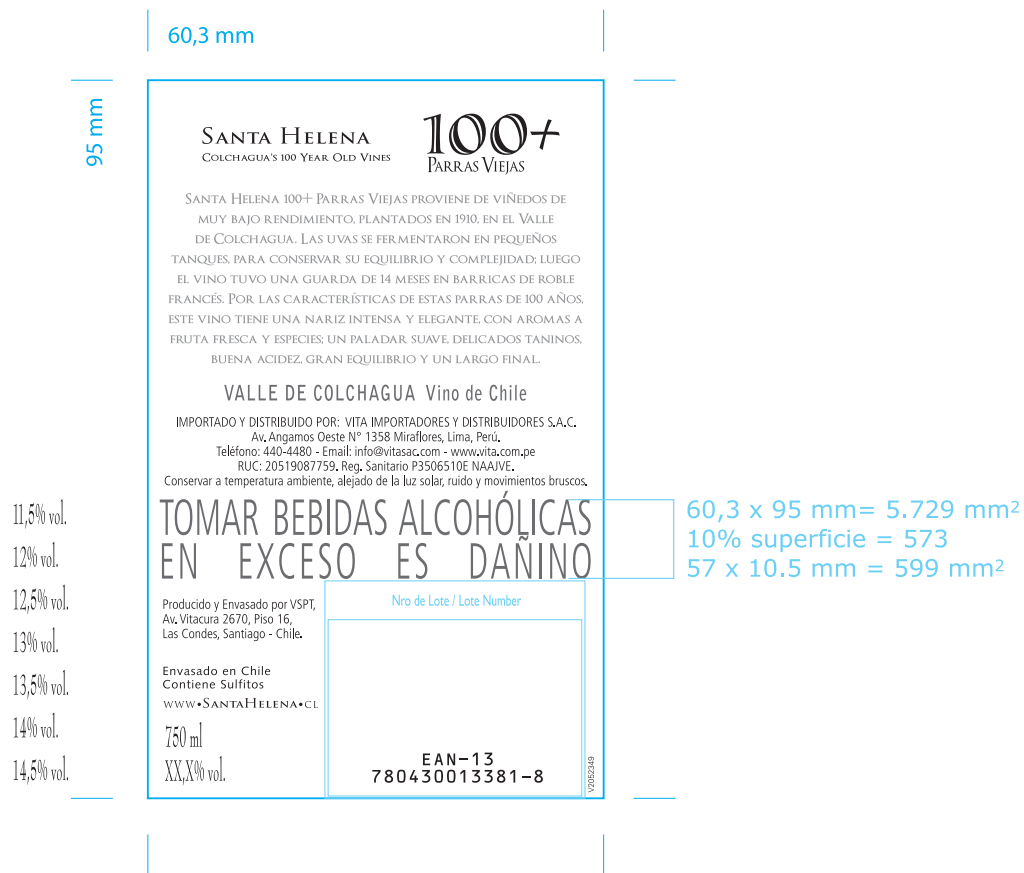 60,3 mm
95 mm
SANTA HELENA
COLCHAGUA'S 100 YEAR OLD VINES
100+
PARRAS VIEJAS
SANTA HELENA 100+ PARRAS VIEJAS PROVIENE DE VIÑEDOS DE
MUY BAJO RENDIMIENTO, PLANTADOS EN 1910, EN EL VALLE
DE COLCHAGUA. LAS UVAS SE FERMENTARON EN PEQUEÑOS
TANQUES, PARA CONSERVAR SU EQUILIBRIO Y COMPLEJIDAD; LUEGO
EL VINO TUVO UNA GUARDA DE 14 MESES EN BARRICAS DE ROBLE
FRANCÉS. POR LAS CARACTERÍSTICAS DE ESTAS PARRAS DE 100 AÑOS,
ESTE VINO TIENE UNA NARIZ INTENSA Y ELEGANTE, CON AROMAS A
FRUTA FRESCA Y ESPECIES; UN PALADAR SUAVE, DELICADOS TANINOS,
BUENA ACIDEZ, GRAN EQUILIBRIO Y UN LARGO FINAL.
VALLE DE COLCHAGUA Vino de Chile
IMPORTADO Y DISTRIBUIDO POR: VITA IMPORTADORES Y DISTRIBUIDORES S.A.C.
Av. Angamos Oeste N° 1358 Miraflores, Lima, Perú.
Teléfono: 440-4480 - Email: info@vitasac.com - www.vita.com.pe
RUC: 20519087759. Reg. Sanitario P3506510E NAAJVE.
Conservar a temperatura ambiente, alejado de la luz solar, ruido y movimientos bruscos.
TOMAR BEBIDAS ALCOHÓLICAS
EN EXCESO ES DAÑINO
60,3 x 95 mm= 5.729 mm²
10% superficie = 573
57 x 10.5 mm = 599 mm²
11,5% vol.
12% vol.
12,5% vol.
13% vol.
13,5% vol.
14% vol.
14,5% vol.
Producido y Envasado por VSPT,
Av. Vitacura 2670, Piso 16,
Las Condes, Santiago - Chile.
Envasado en Chile
Contiene Sulfitos
WWW•SANTAHELENA•CL
750 ml
XX,X% vol.
Nro de Lote / Lote Number
EAN-13
780430013381-8
V2052349